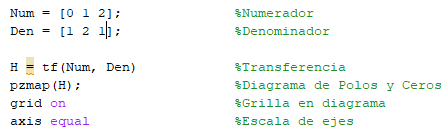 Num = [0 1 2]; %Numerador
Den = [1 2 1]; %Denominador
H = tf(Num, Den) %Transferencia
pzmap(H); %Diagrama de Polos y Ceros
grid on %Grilla en diagrama
axis equal %Escala de ejes